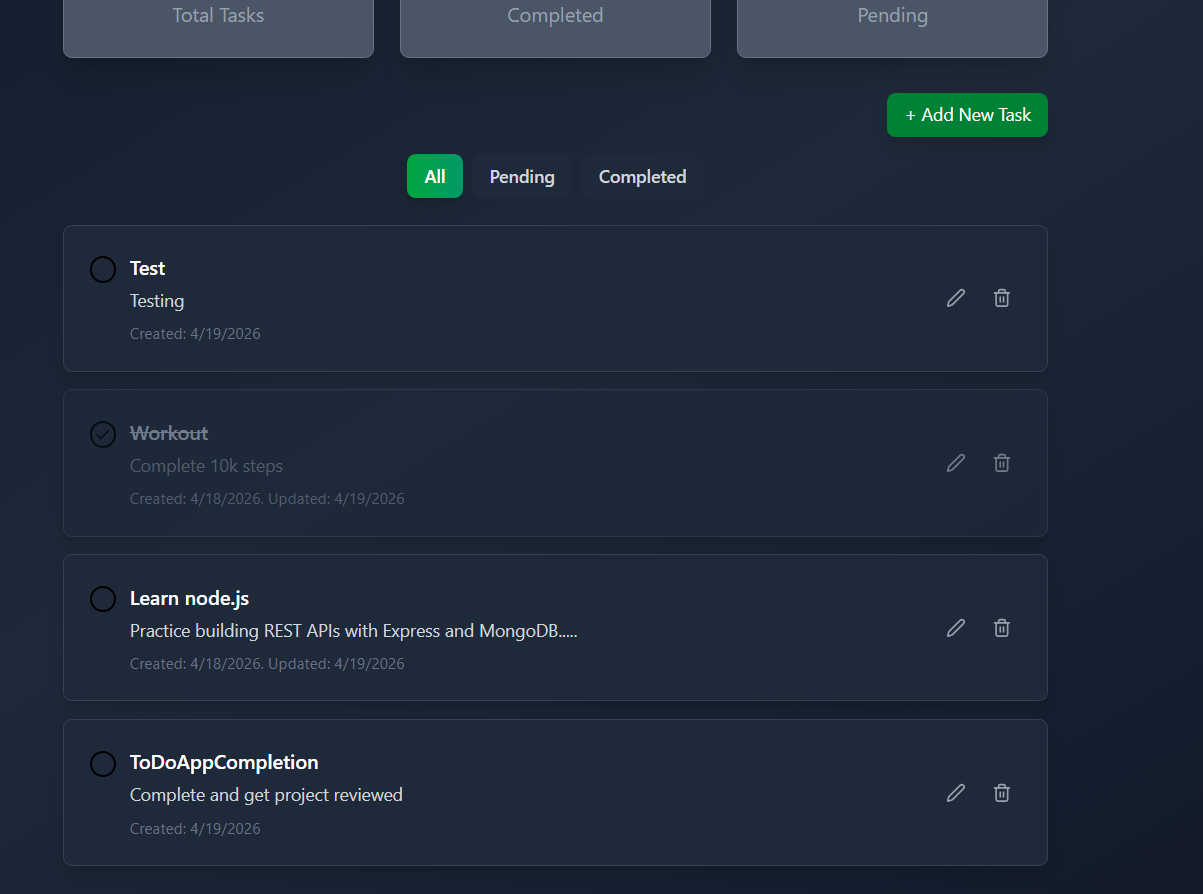 Total Tasks
Completed
Pending
+ Add New Task
All
Pending
Completed
Test
Testing
Created: 4/19/2026
Workout
Complete 10k steps
Created: 4/18/2026. Updated: 4/19/2026
Learn node.js
Practice building REST APIs with Express and MongoDB.....
Created: 4/18/2026. Updated: 4/19/2026
ToDoAppCompletion
Complete and get project reviewed
Created: 4/19/2026